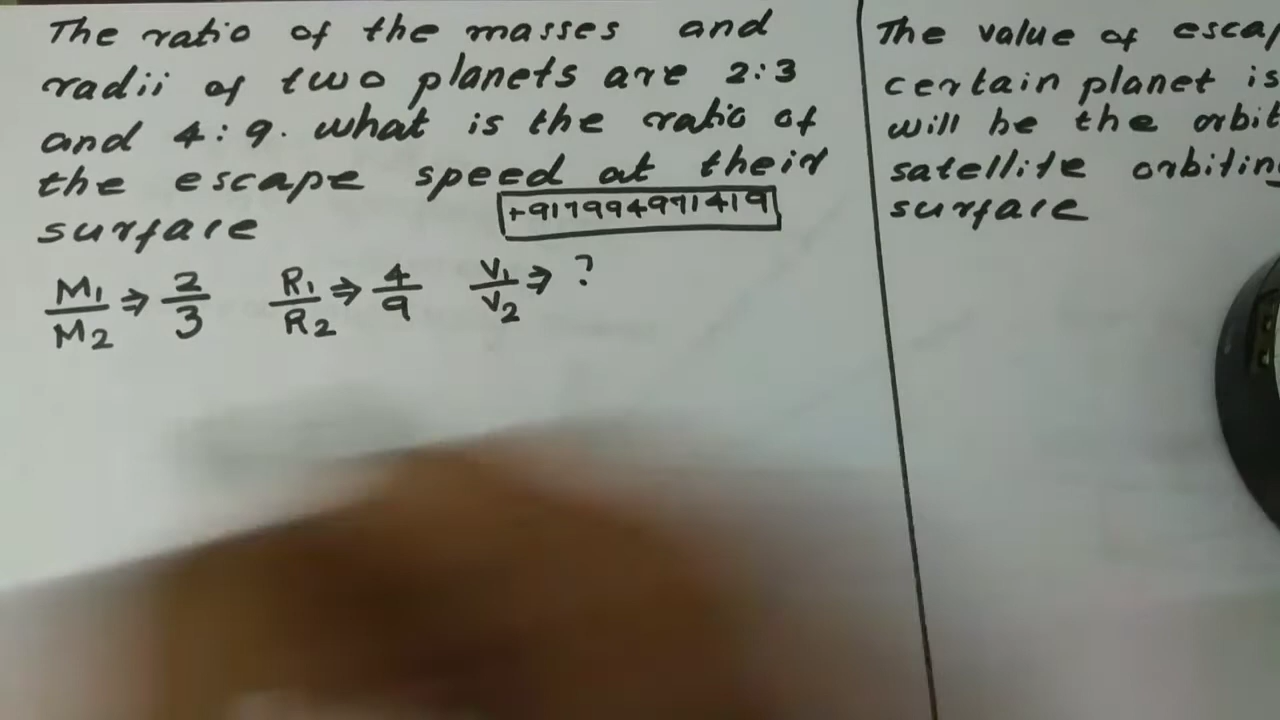 The ratio of the masses and
radii of two planets are 2:3
and 4:9. what is the ratio of
the escape speed at their
surface
+917994971419
M1/M2 ⇒ 2/3 R1/R2 ⇒ 4/9 V1/V2 ⇒ ?
The value of escap
certain planet is
will be the orbit
satellite orbiting
surface